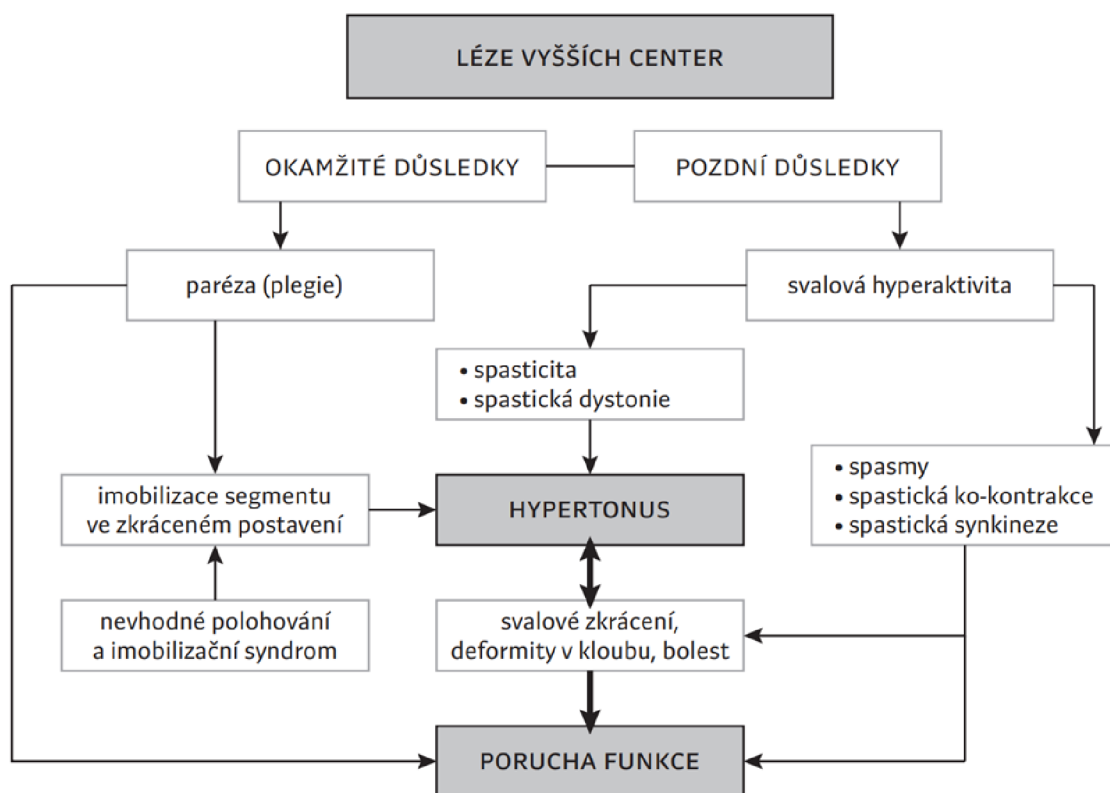 LÉZE VYŠŠÍCH CENTER
OKAMŽITÉ DŮSLEDKY
POZDNÍ DŮSLEDKY
paréza (plegie)
svalová hyperaktivita
• spasticita
• spastická dystonie
• spasmy
• spastická ko-kontrakce
• spastická synkineze
imobilizace segmentu
ve zkráceném postavení
HYPERTONUS
nevhodné polohování
a imobilizační syndrom
svalové zkrácení,
deformity v kloubu, bolest
PORUCHA FUNKCE